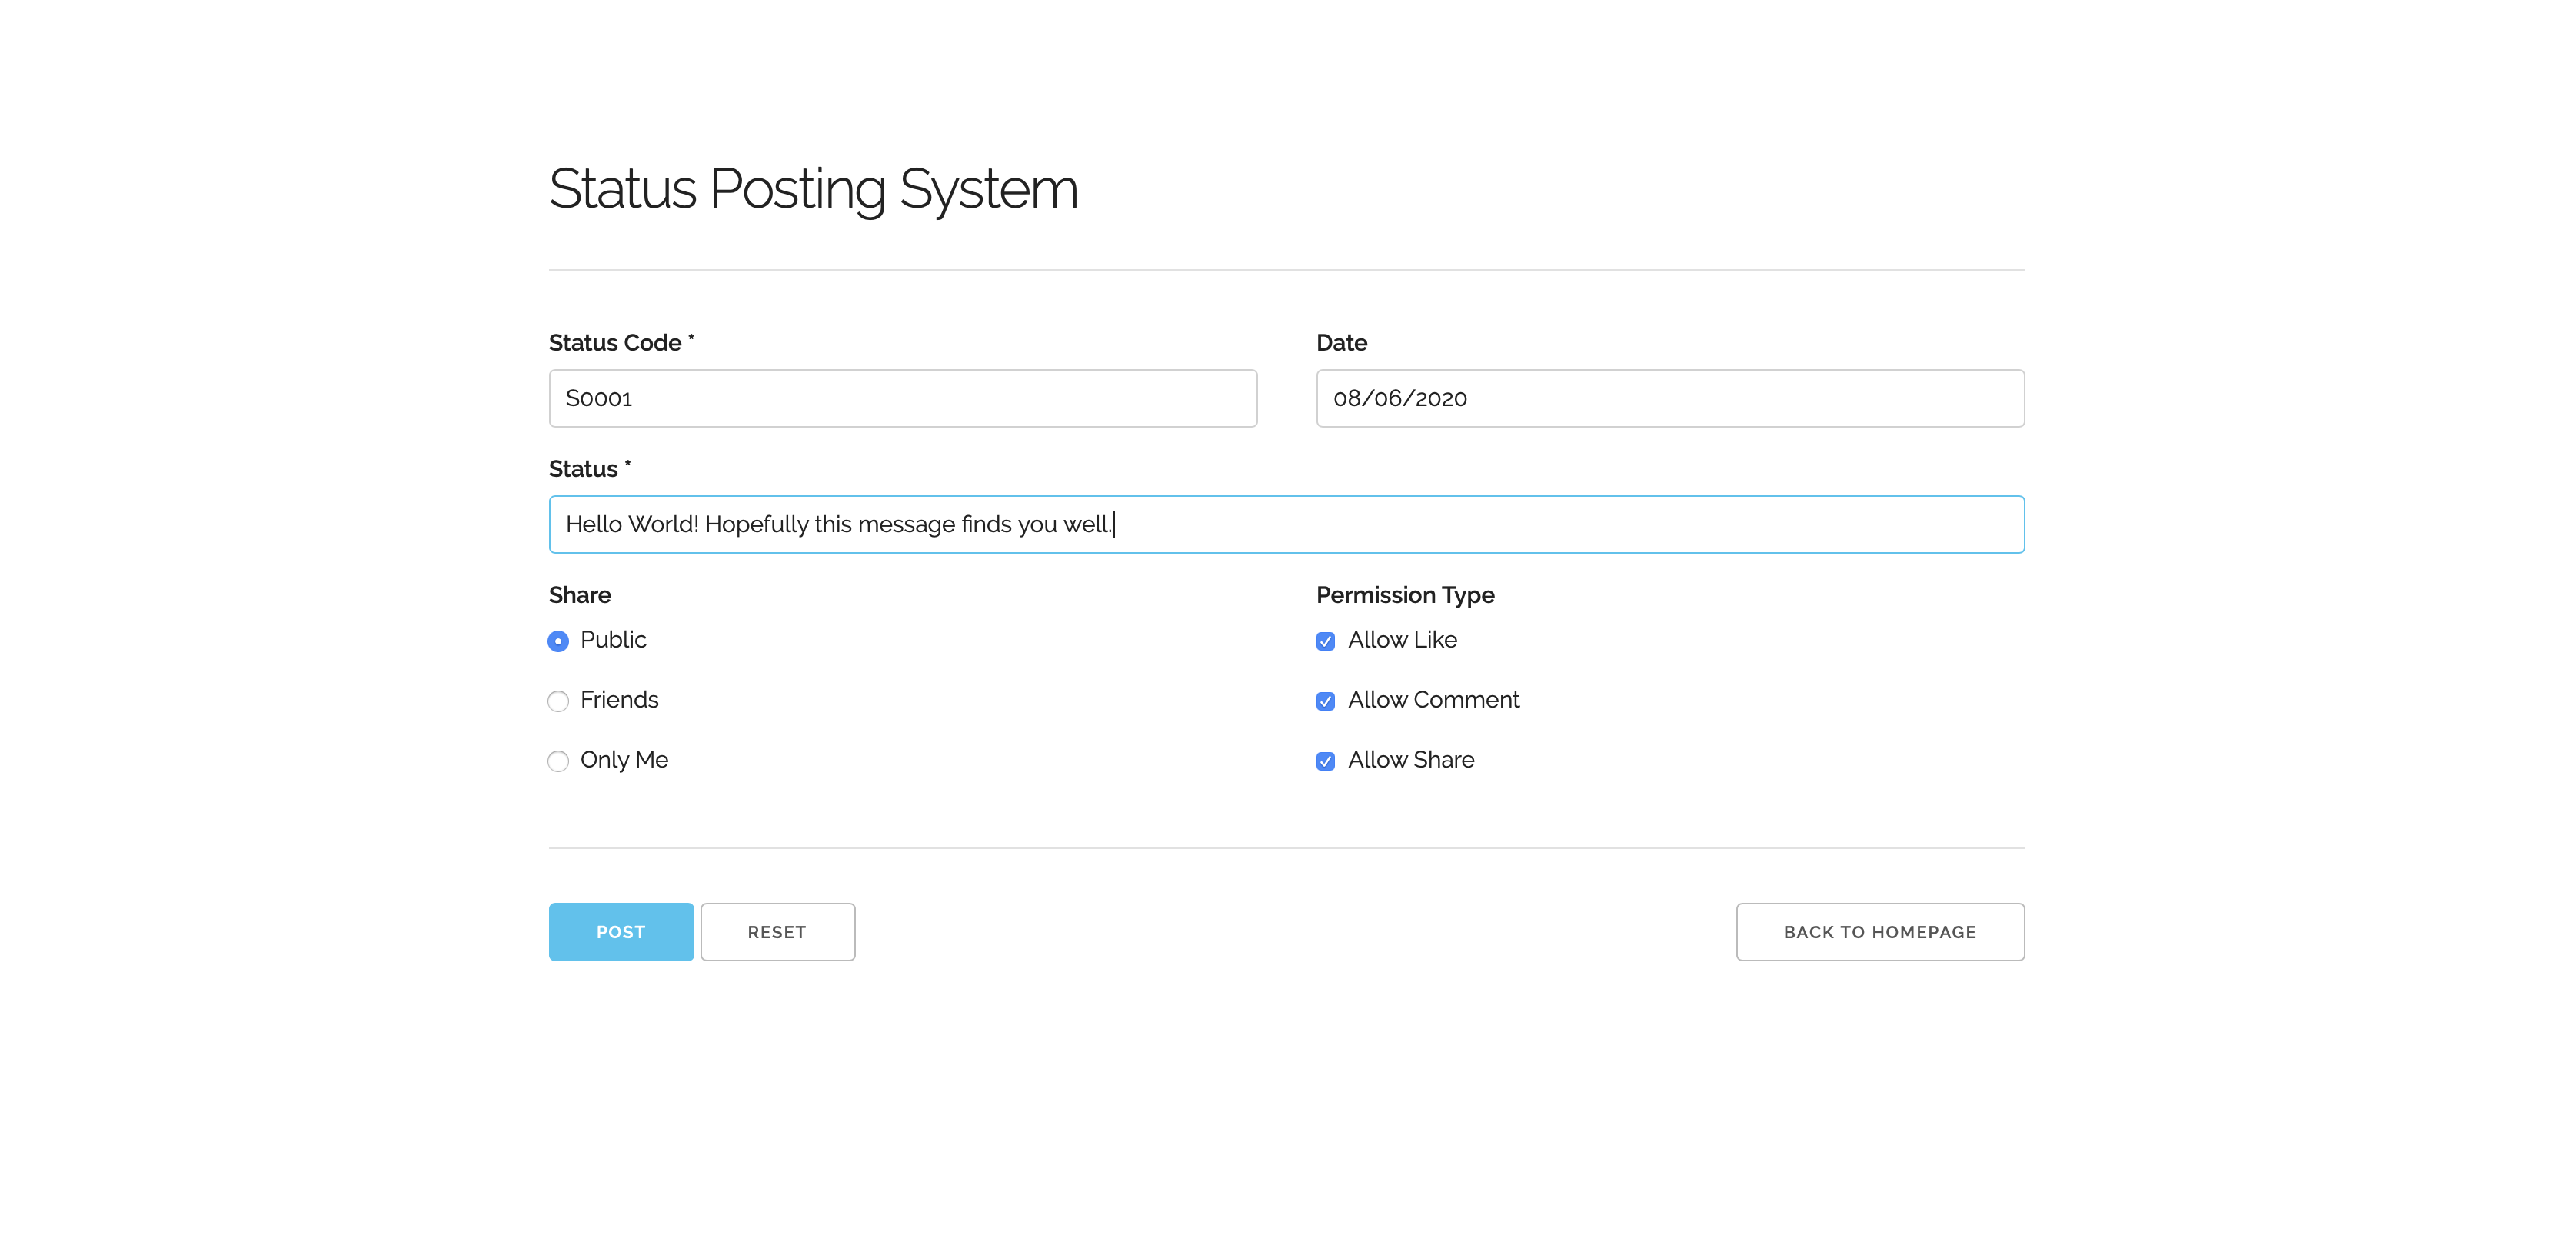 Status Posting System
Status Code *
Date
S0001
08/06/2020
Status *
Hello World! Hopefully this message finds you well.
Share
Permission Type
Public
Allow Like
Friends
Allow Comment
Only Me
Allow Share
POST
RESET
BACK TO HOMEPAGE